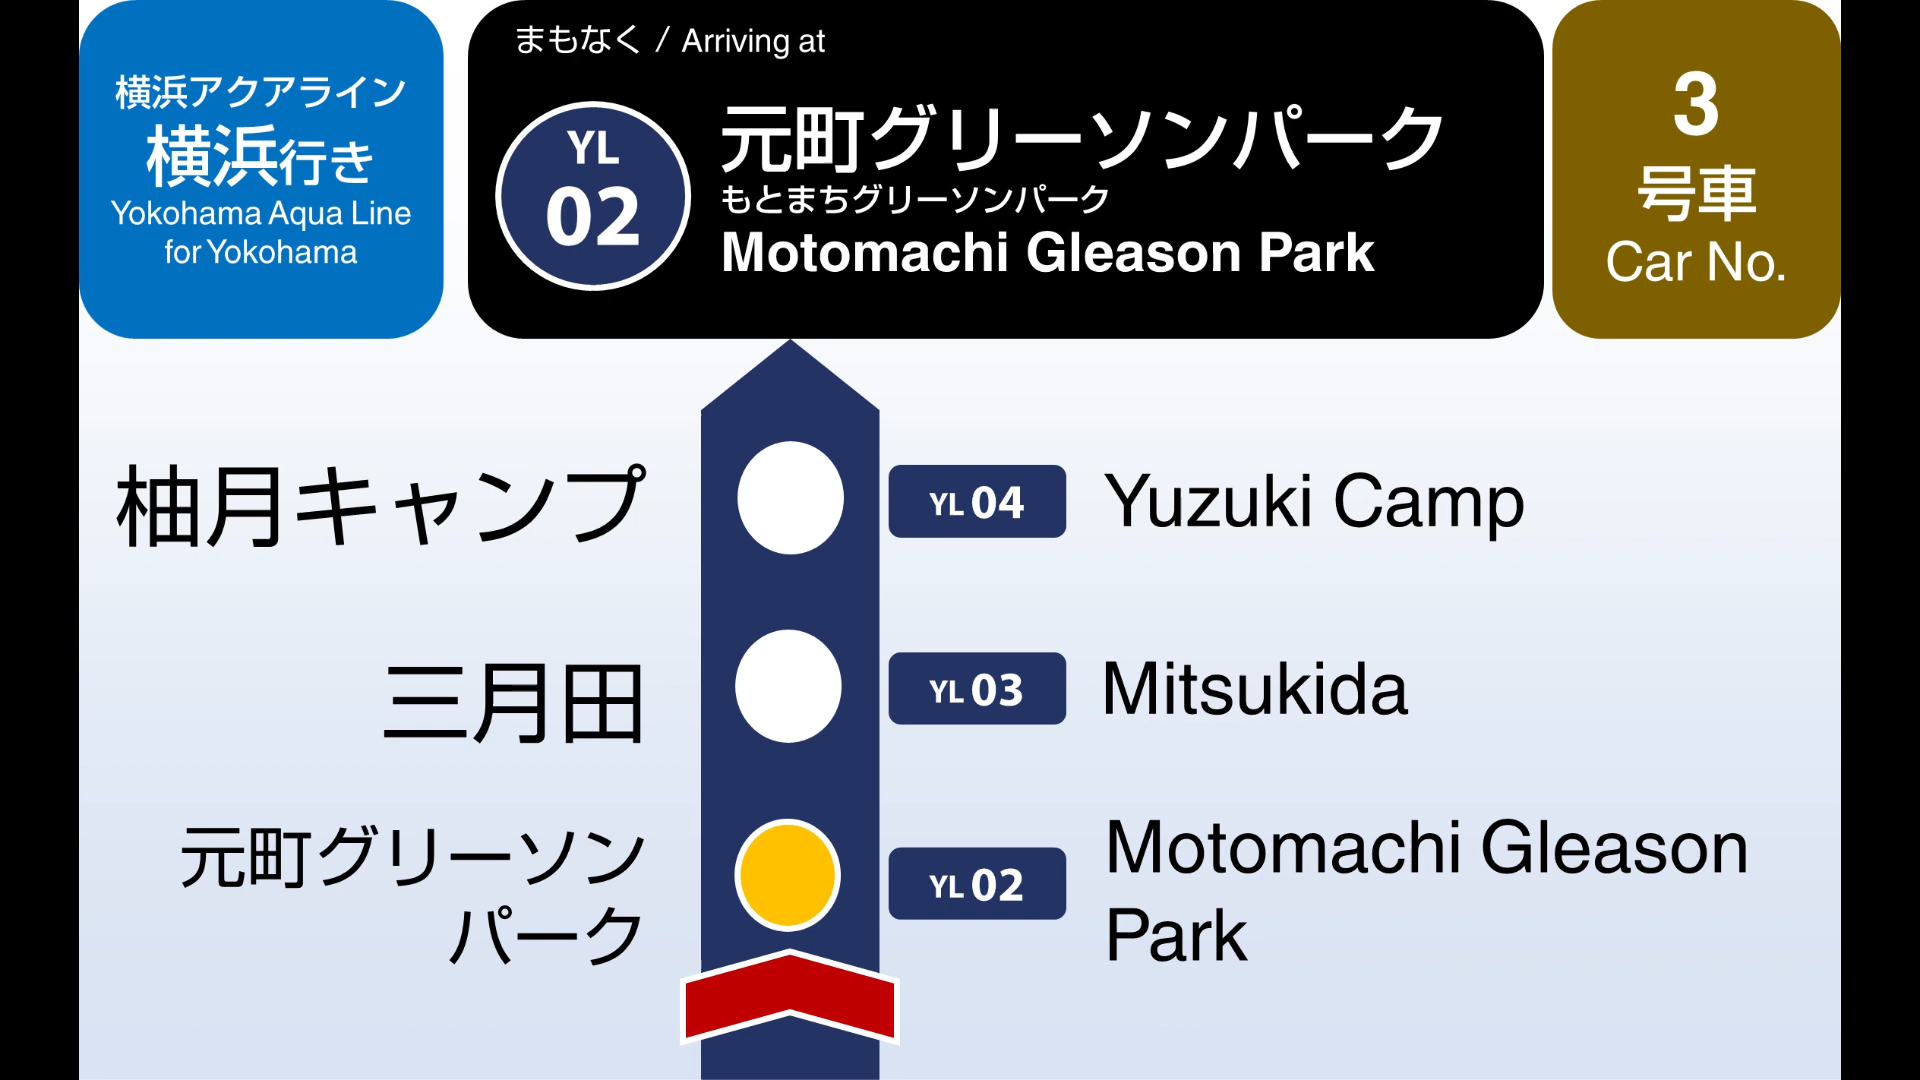 横浜アクアライン
横浜行き
Yokohama Aqua Line
for Yokohama
まもなく / Arriving at
YL
02
元町グリーソンパーク
もとまちグリーソンパーク
Motomachi Gleason Park
3
号車
Car No.
柚月キャンプ
YL 04
Yuzuki Camp
三月田
YL 03
Mitsukida
元町グリーソン
パーク
YL 02
Motomachi Gleason
Park